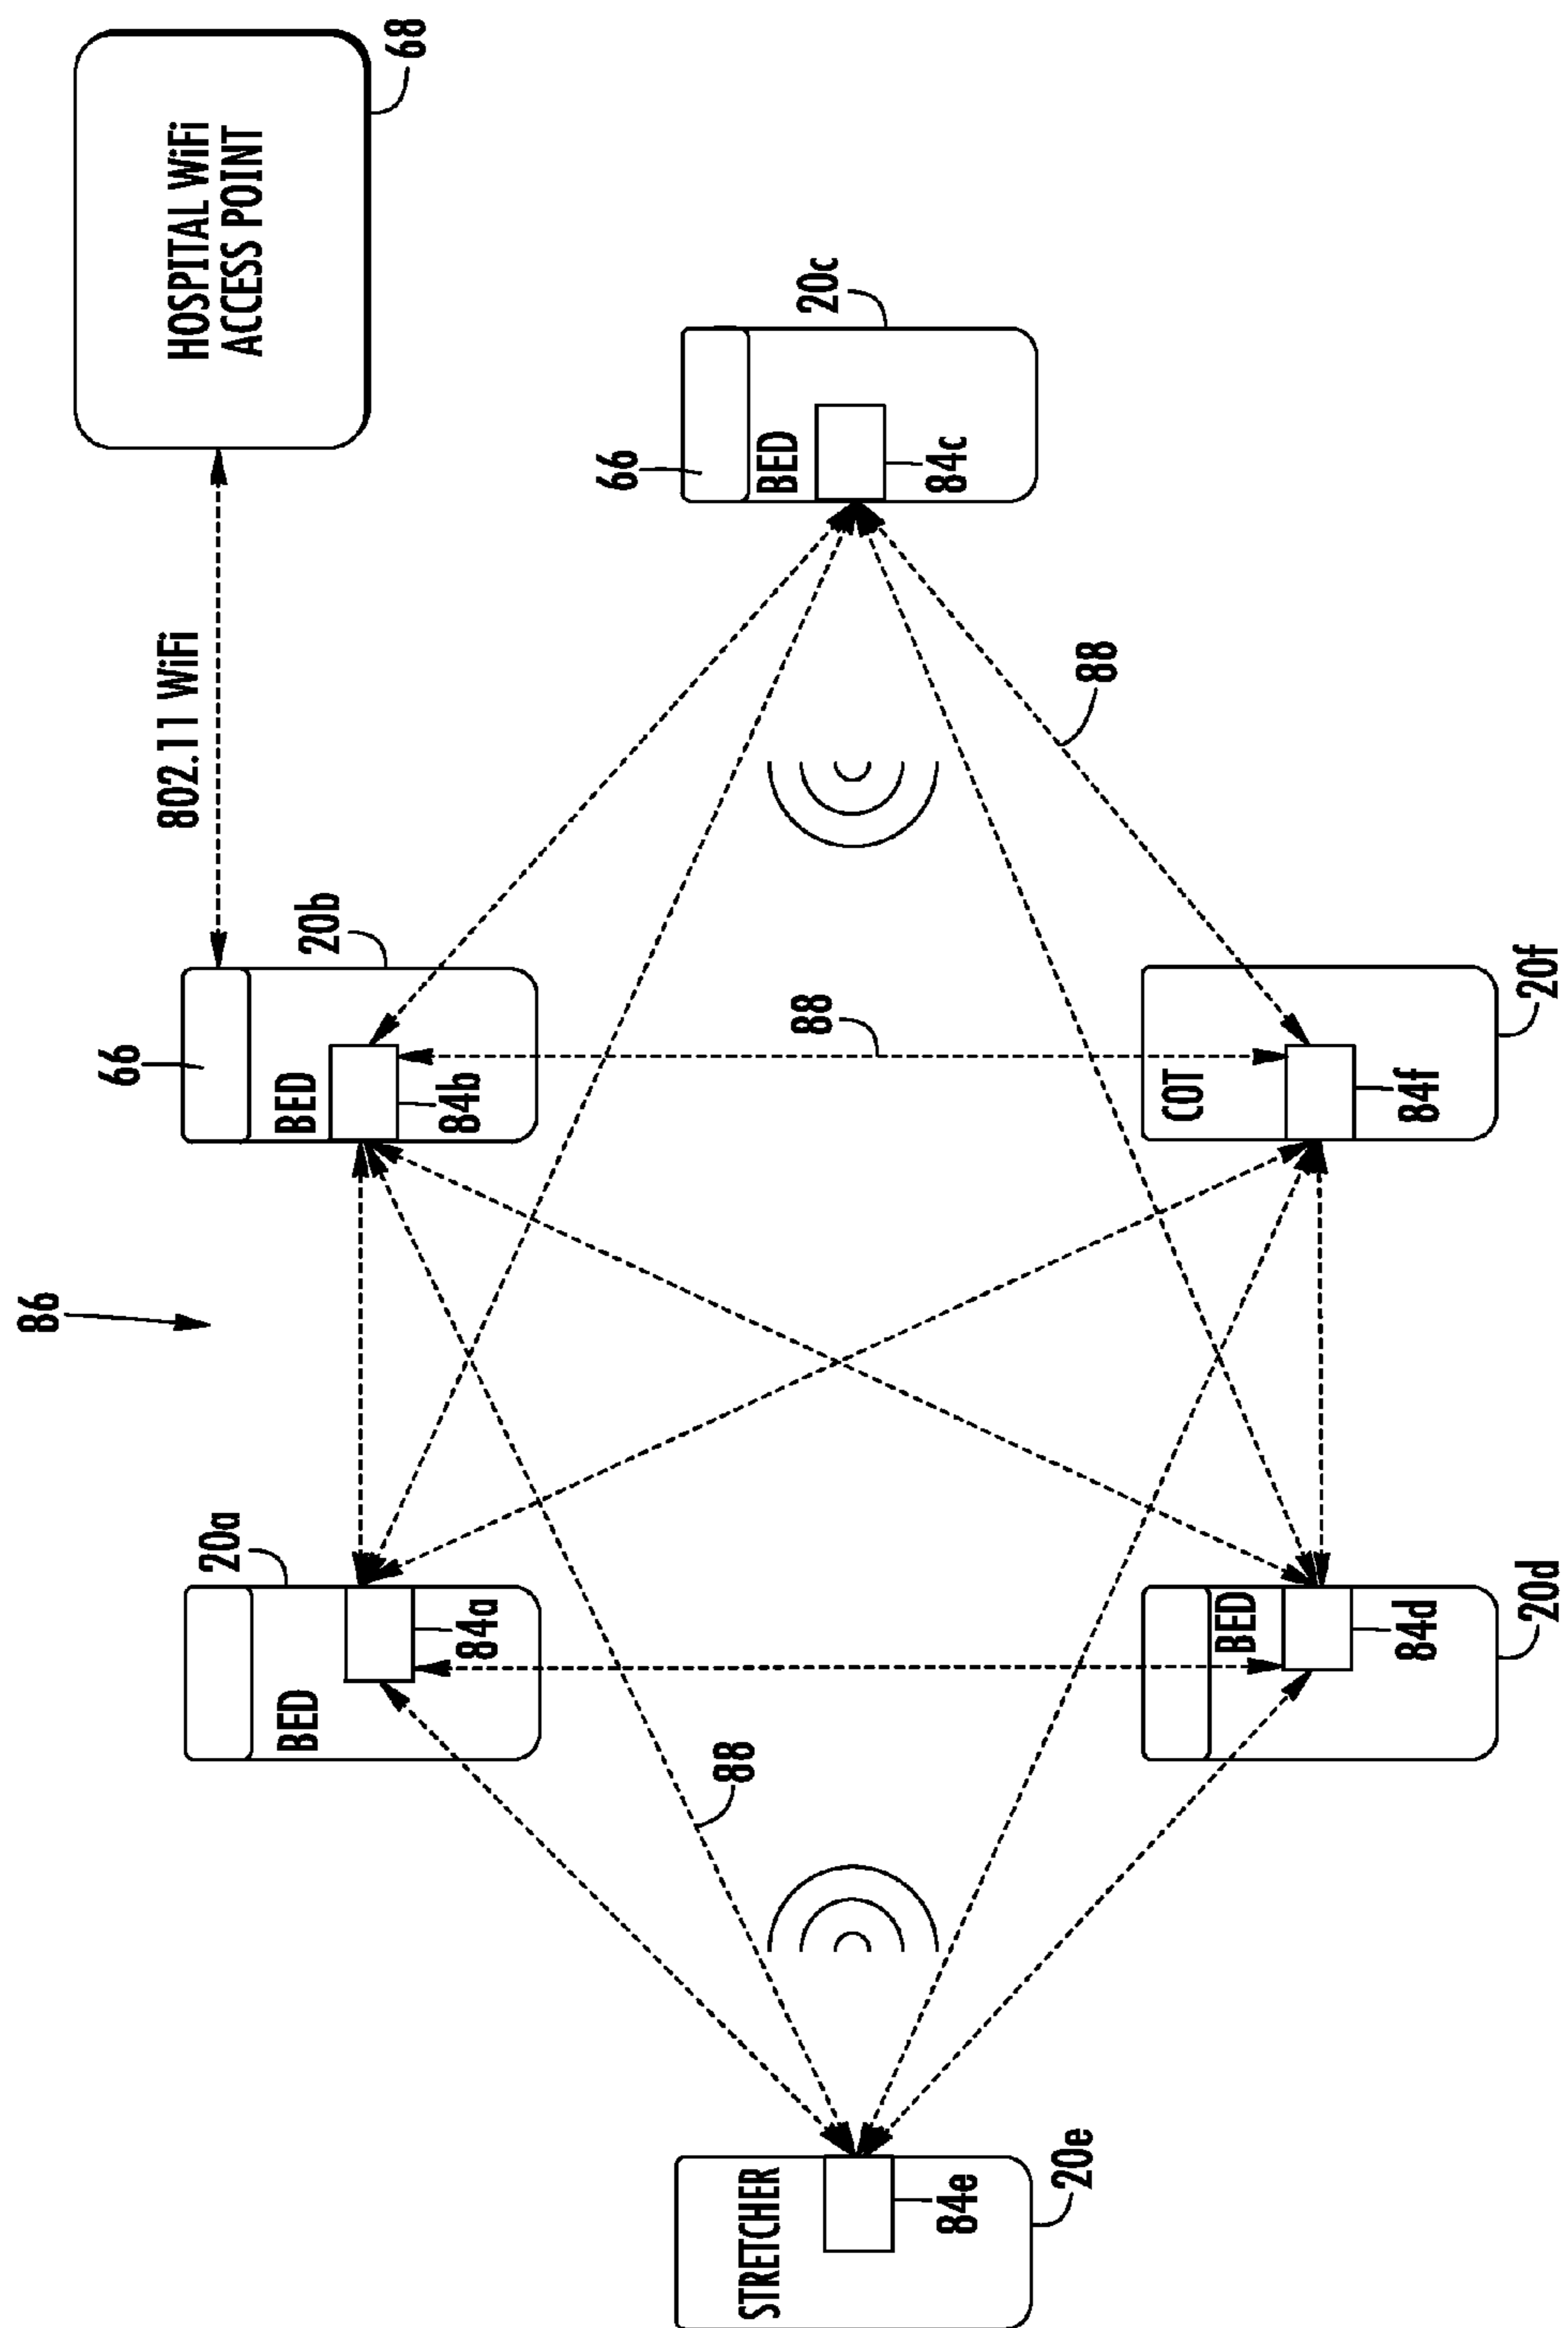 86
HOSPITAL WiFi
ACCESS POINT
68
802.11 WiFi
66
BED
84b
20b
20a
BED
84a
66
BED
84c
20c
88
88
88
STRETCHER
84e
20e
BED
84d
20d
COT
84f
20f